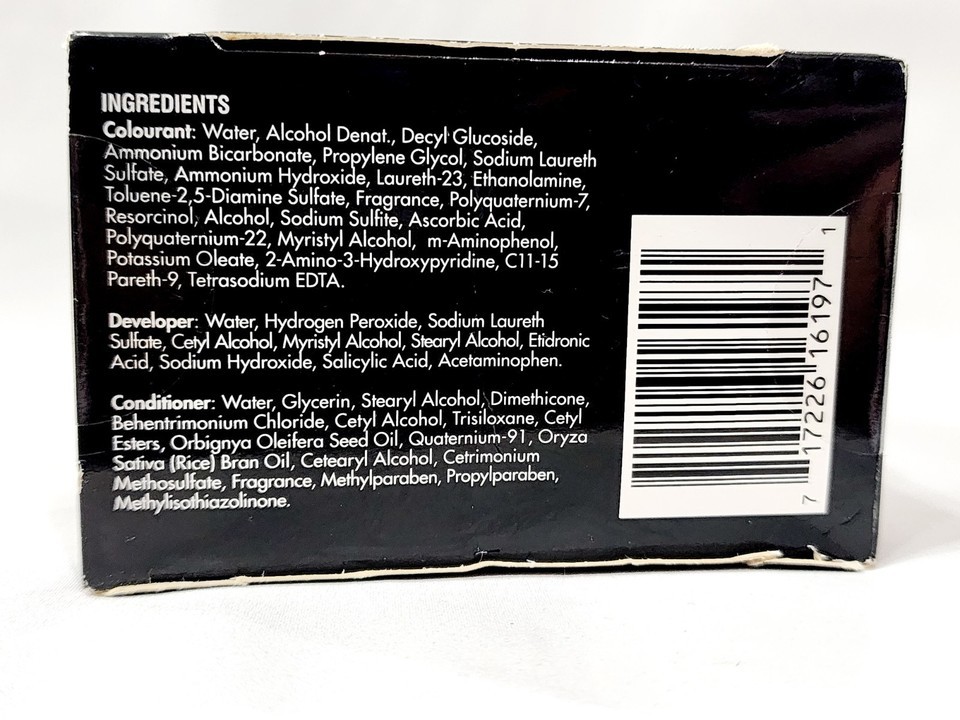 INGREDIENTS
Colourant: Water, Alcohol Denat., Decyl Glucoside,
Ammonium Bicarbonate, Propylene Glycol, Sodium Laureth
Sulfate, Ammonium Hydroxide, Laureth-23, Ethanolamine,
Toluene-2,5-Diamine Sulfate, Fragrance, Polyquaternium-7,
Resorcinol, Alcohol, Sodium Sulfite, Ascorbic Acid,
Polyquaternium-22, Myristyl Alcohol, m-Aminophenol,
Potassium Oleate, 2-Amino-3-Hydroxypyridine, C11-15
Pareth-9, Tetrasodium EDTA.
Developer: Water, Hydrogen Peroxide, Sodium Laureth
Sulfate, Cetyl Alcohol, Myristyl Alcohol, Stearyl Alcohol, Etidronic
Acid, Sodium Hydroxide, Salicylic Acid, Acetaminophen.
Conditioner: Water, Glycerin, Stearyl Alcohol, Dimethicone,
Behentrimonium Chloride, Cetyl Alcohol, Trisiloxane, Cetyl
Esters, Orbignya Oleifera Seed Oil, Quaternium-91, Oryza
Sativa (Rice) Bran Oil, Cetearyl Alcohol, Cetrimonium
Methosulfate, Fragrance, Methylparaben, Propylparaben,
Methylisothiazolinone.
7 17226 16197 1